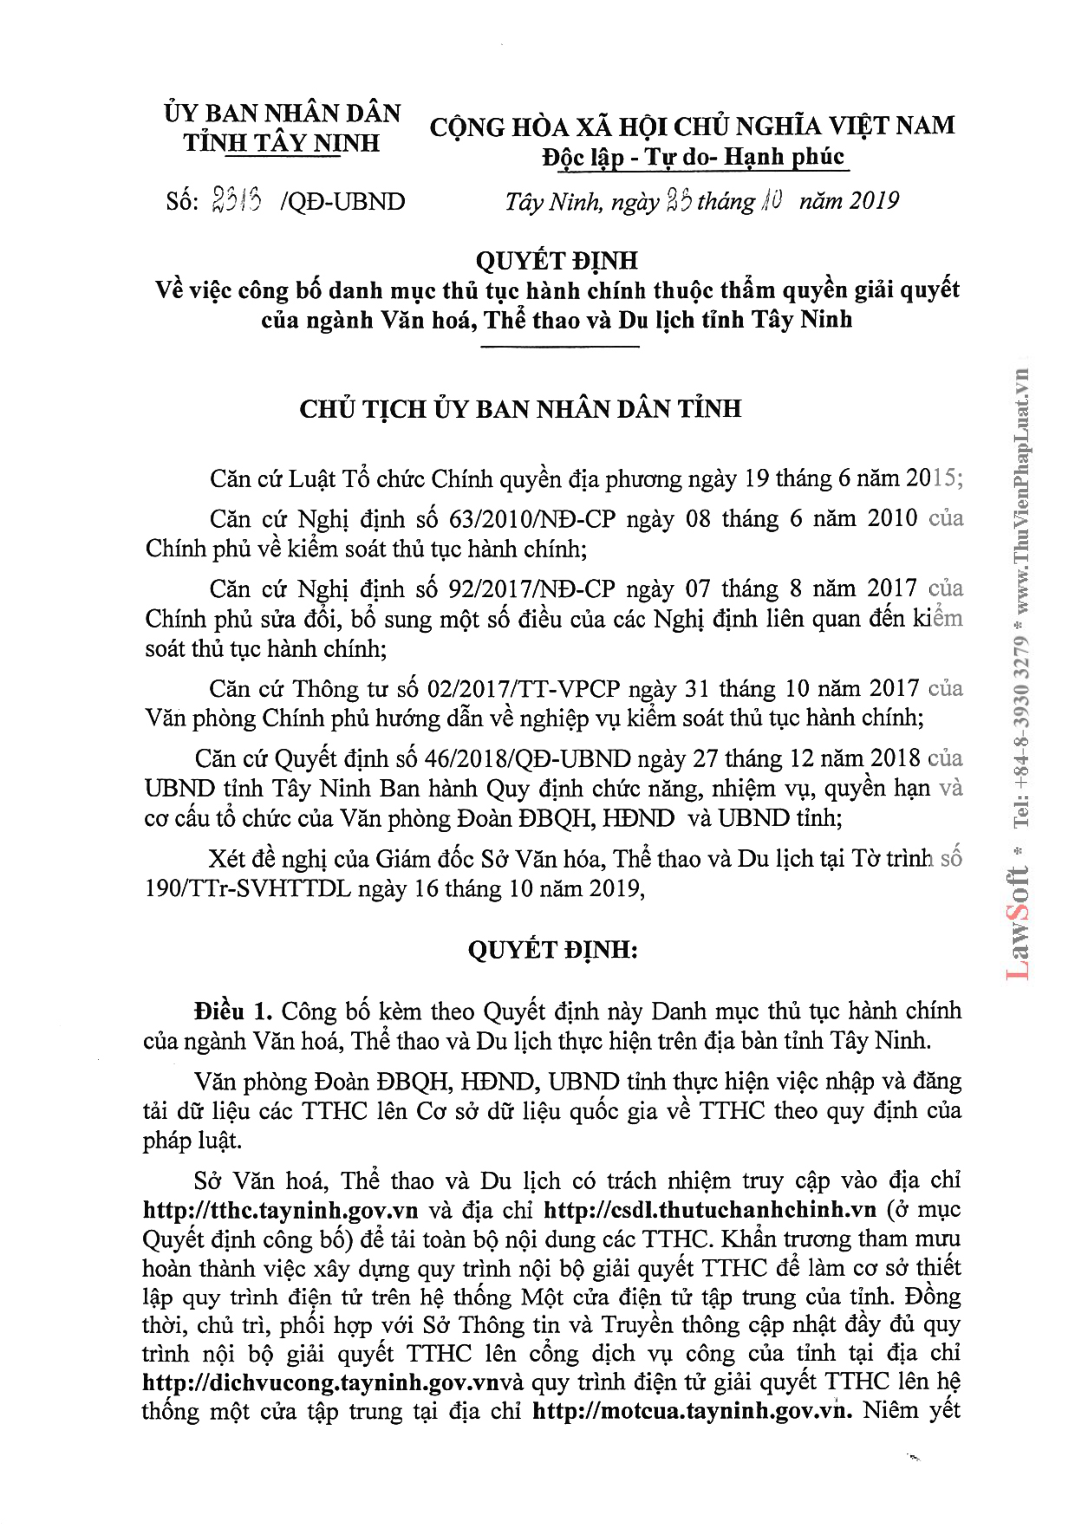 ỦY BAN NHÂN DÂN
TỈNH TÂY NINH
CỘNG HÒA XÃ HỘI CHỦ NGHĨA VIỆT NAM
Độc lập - Tự do- Hạnh phúc
Số: 2313 /QĐ-UBND
Tây Ninh, ngày 23 tháng 10 năm 2019
QUYẾT ĐỊNH
Về việc công bố danh mục thủ tục hành chính thuộc thẩm quyền giải quyết
của ngành Văn hoá, Thể thao và Du lịch tỉnh Tây Ninh
CHỦ TỊCH ỦY BAN NHÂN DÂN TỈNH
Căn cứ Luật Tổ chức Chính quyền địa phương ngày 19 tháng 6 năm 2015;
Căn cứ Nghị định số 63/2010/NĐ-CP ngày 08 tháng 6 năm 2010 của
Chính phủ về kiểm soát thủ tục hành chính;
Căn cứ Nghị định số 92/2017/NĐ-CP ngày 07 tháng 8 năm 2017 của
Chính phủ sửa đổi, bổ sung một số điều của các Nghị định liên quan đến kiểm
soát thủ tục hành chính;
Căn cứ Thông tư số 02/2017/TT-VPCP ngày 31 tháng 10 năm 2017 của
Văn phòng Chính phủ hướng dẫn về nghiệp vụ kiểm soát thủ tục hành chính;
Căn cứ Quyết định số 46/2018/QĐ-UBND ngày 27 tháng 12 năm 2018 của
UBND tỉnh Tây Ninh Ban hành Quy định chức năng, nhiệm vụ, quyền hạn và
cơ cấu tổ chức của Văn phòng Đoàn ĐBQH, HĐND và UBND tỉnh;
Xét đề nghị của Giám đốc Sở Văn hóa, Thể thao và Du lịch tại Tờ trình số
190/TTr-SVHTTDL ngày 16 tháng 10 năm 2019,
QUYẾT ĐỊNH:
Điều 1. Công bố kèm theo Quyết định này Danh mục thủ tục hành chính
của ngành Văn hoá, Thể thao và Du lịch thực hiện trên địa bàn tỉnh Tây Ninh.
Văn phòng Đoàn ĐBQH, HĐND, UBND tỉnh thực hiện việc nhập và đăng
tải dữ liệu các TTHC lên Cơ sở dữ liệu quốc gia về TTHC theo quy định của
pháp luật.
Sở Văn hoá, Thể thao và Du lịch có trách nhiệm truy cập vào địa chỉ
http://tthc.tayninh.gov.vn và địa chỉ http://csdl.thutuchanhchinh.vn (ở mục
Quyết định công bố) để tải toàn bộ nội dung các TTHC. Khẩn trương tham mưu
hoàn thành việc xây dựng quy trình nội bộ giải quyết TTHC để làm cơ sở thiết
lập quy trình điện tử trên hệ thống Một cửa điện tử tập trung của tỉnh. Đồng
thời, chủ trì, phối hợp với Sở Thông tin và Truyền thông cập nhật đầy đủ quy
trình nội bộ giải quyết TTHC lên cổng dịch vụ công của tỉnh tại địa chỉ
http://dichvucong.tayninh.gov.vnvà quy trình điện tử giải quyết TTHC lên hệ
thống một cửa tập trung tại địa chỉ http://motcua.tayninh.gov.vn. Niêm yết
LawSoft * Tel: +84-8-3930 3279 * www.ThuVienPhapLuat.vn